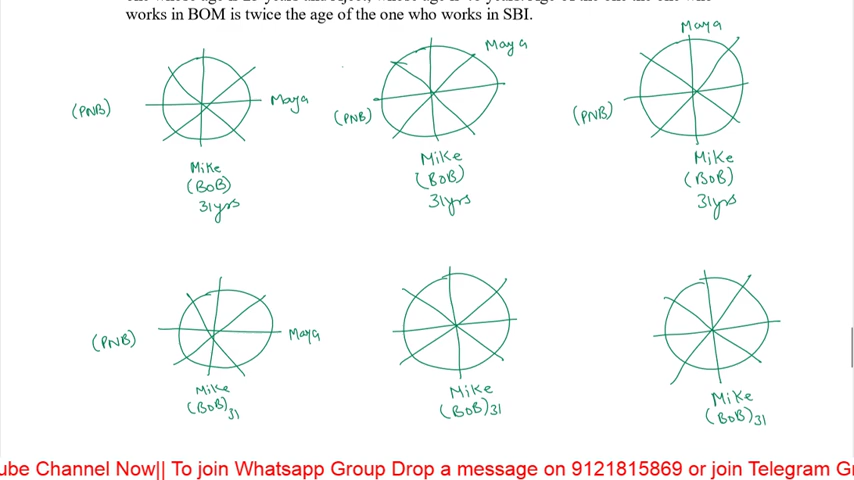 works in BOM is twice the age of the one who works in SBI.
Maya
Maya
(PNB)
Maya
(PNB)
(PNB)
Mike
(BoB)
31yrs
Mike
(BoB)
31yrs
Mike
(BoB)
31yrs
(PNB)
Maya
Mike
(BoB)31
Mike
(BoB)31
Mike
(BoB)31
ube Channel Now|| To join Whatsapp Group Drop a message on 9121815869 or join Telegram Gr